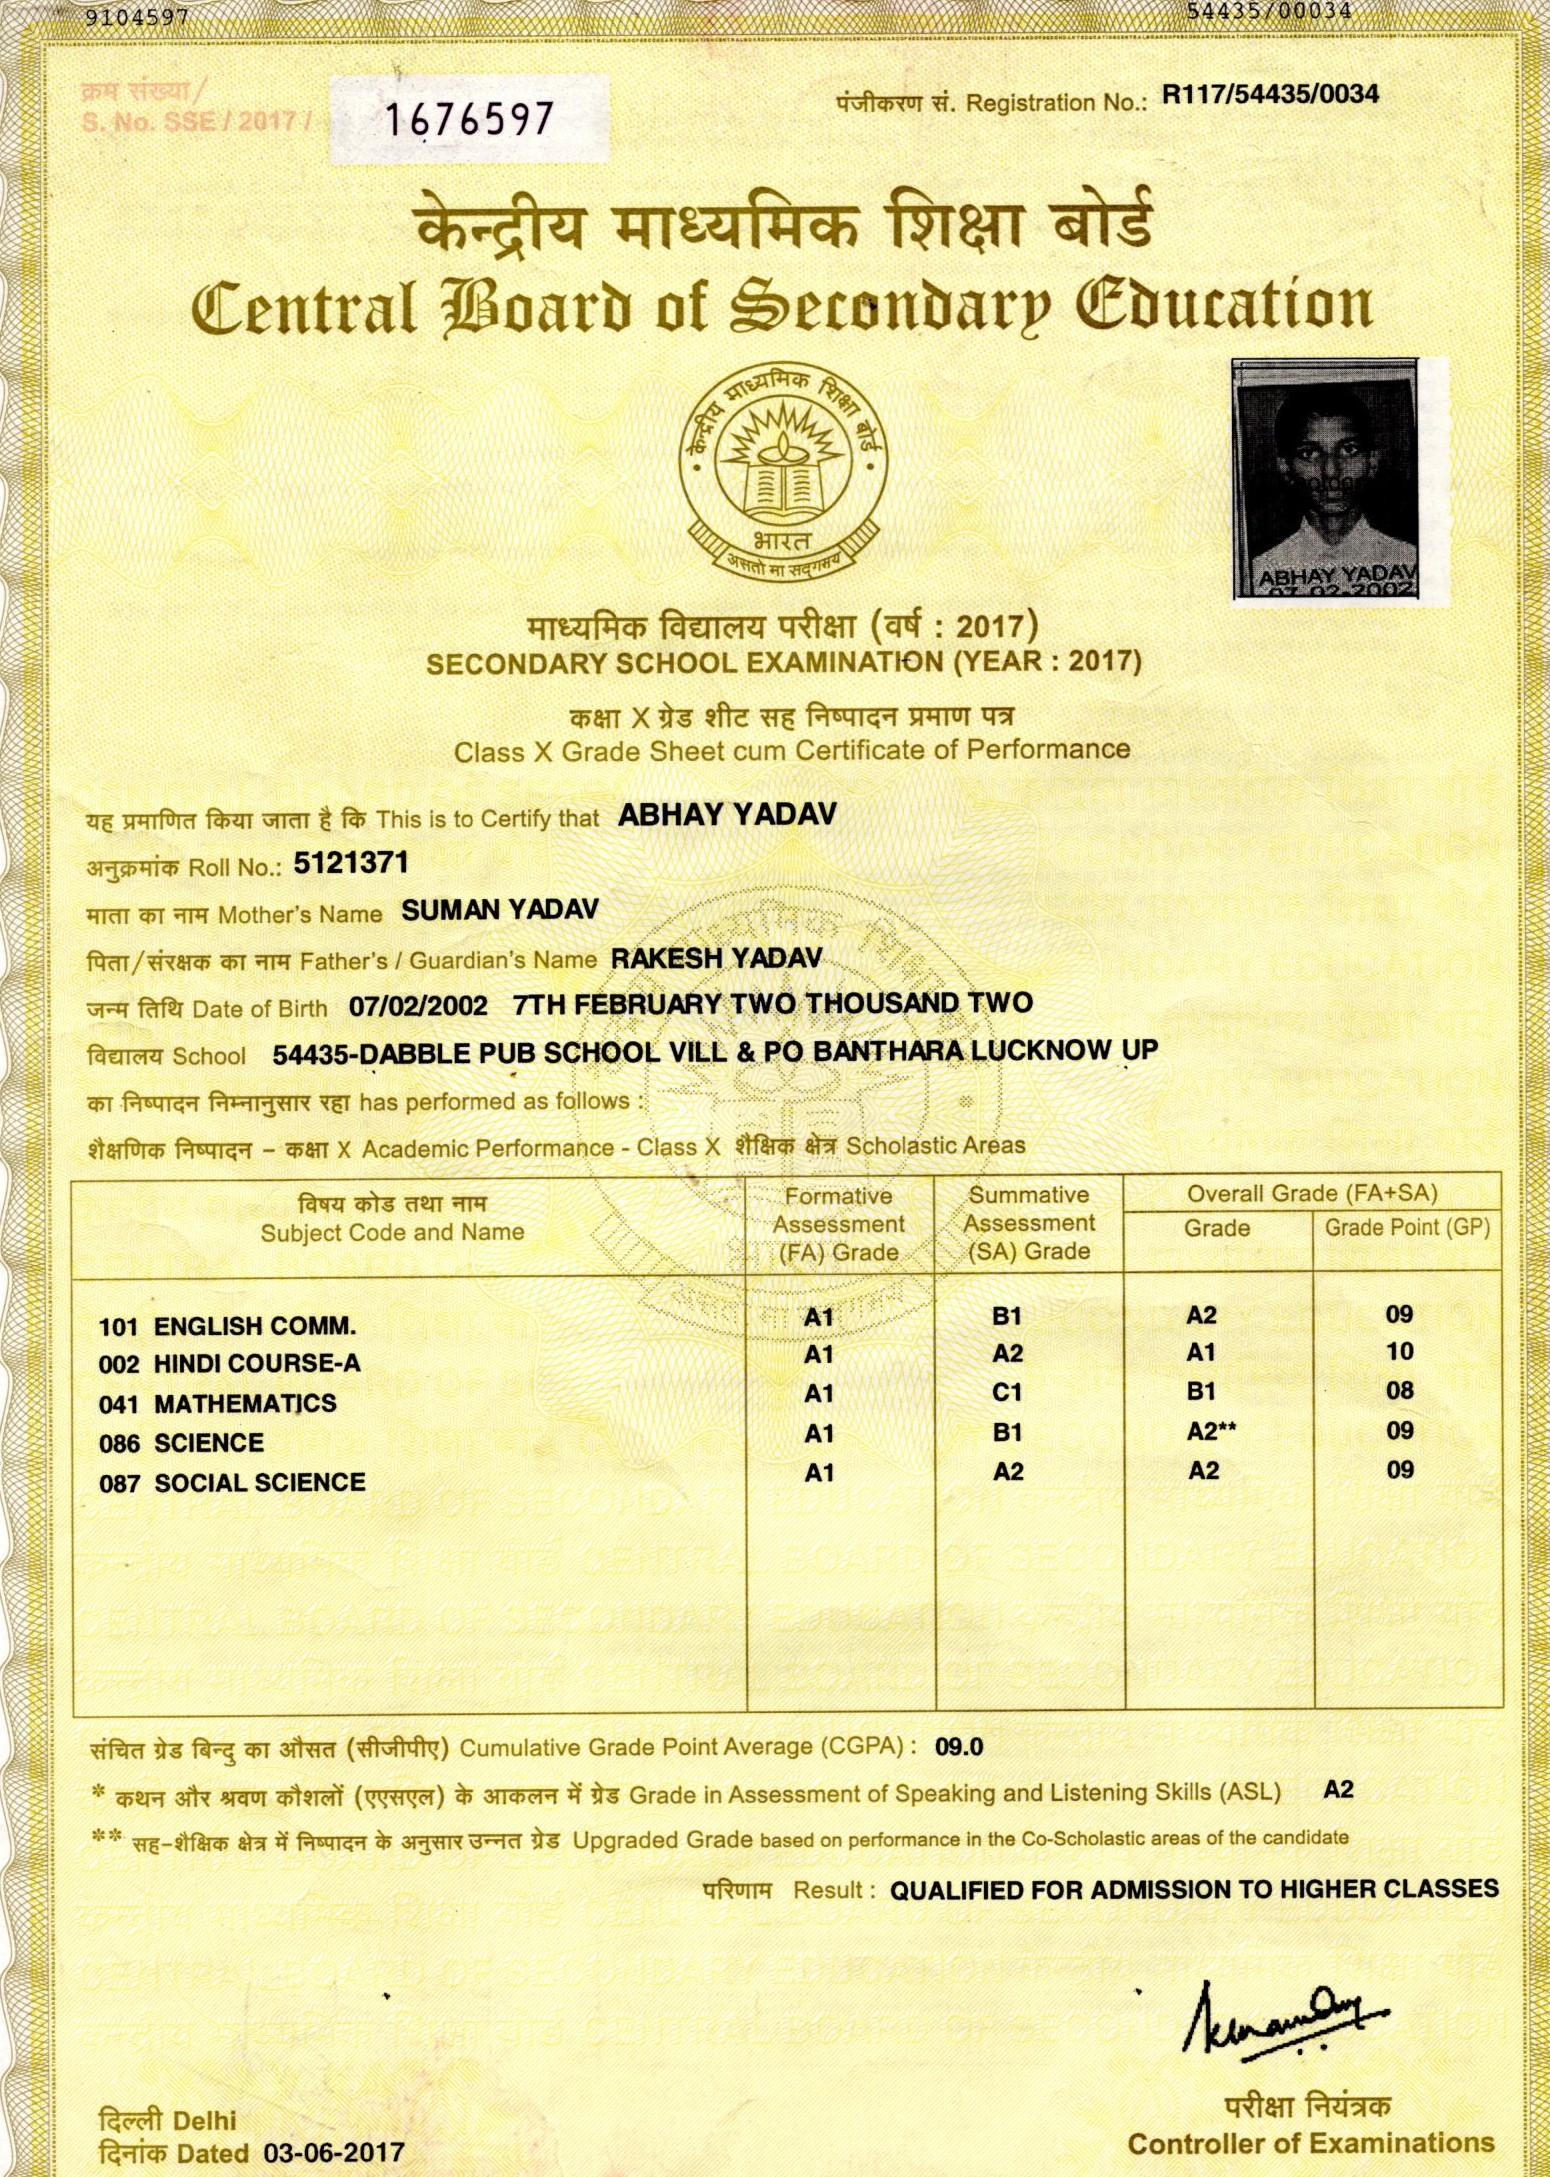 9104597 54435/00034
क्रम संख्या/
S. No. SSE / 2017 / 1676597
पंजीकरण सं. Registration No.: R117/54435/0034
केन्द्रीय माध्यमिक शिक्षा बोर्ड
Central Board of Secondary Education
केन्द्रीय माध्यमिक शिक्षा बोर्ड
भारत
असतो मा सद्गमय
ABHAY YADAV
07-02-2002
माध्यमिक विद्यालय परीक्षा (वर्ष : 2017)
SECONDARY SCHOOL EXAMINATION (YEAR : 2017)
कक्षा X ग्रेड शीट सह निष्पादन प्रमाण पत्र
Class X Grade Sheet cum Certificate of Performance
यह प्रमाणित किया जाता है कि This is to Certify that ABHAY YADAV
अनुक्रमांक Roll No.: 5121371
माता का नाम Mother's Name SUMAN YADAV
पिता/संरक्षक का नाम Father's / Guardian's Name RAKESH YADAV
जन्म तिथि Date of Birth 07/02/2002 7TH FEBRUARY TWO THOUSAND TWO
विद्यालय School 54435-DABBLE PUB SCHOOL VILL & PO BANTHARA LUCKNOW UP
का निष्पादन निम्नानुसार रहा has performed as follows :
शैक्षणिक निष्पादन – कक्षा X Academic Performance - Class X शैक्षिक क्षेत्र Scholastic Areas
विषय कोड तथा नाम
Subject Code and Name
Formative
Assessment
(FA) Grade
Summative
Assessment
(SA) Grade
Overall Grade (FA+SA)
Grade Grade Point (GP)
101 ENGLISH COMM. A1 B1 A2 09
002 HINDI COURSE-A A1 A2 A1 10
041 MATHEMATICS A1 C1 B1 08
086 SCIENCE A1 B1 A2** 09
087 SOCIAL SCIENCE A1 A2 A2 09
संचित ग्रेड बिन्दु का औसत (सीजीपीए) Cumulative Grade Point Average (CGPA) : 09.0
* कथन और श्रवण कौशलों (एएसएल) के आकलन में ग्रेड Grade in Assessment of Speaking and Listening Skills (ASL) A2
** सह-शैक्षिक क्षेत्र में निष्पादन के अनुसार उन्नत ग्रेड Upgraded Grade based on performance in the Co-Scholastic areas of the candidate
परिणाम Result : QUALIFIED FOR ADMISSION TO HIGHER CLASSES
परीक्षा नियंत्रक
Controller of Examinations
दिल्ली Delhi
दिनांक Dated 03-06-2017